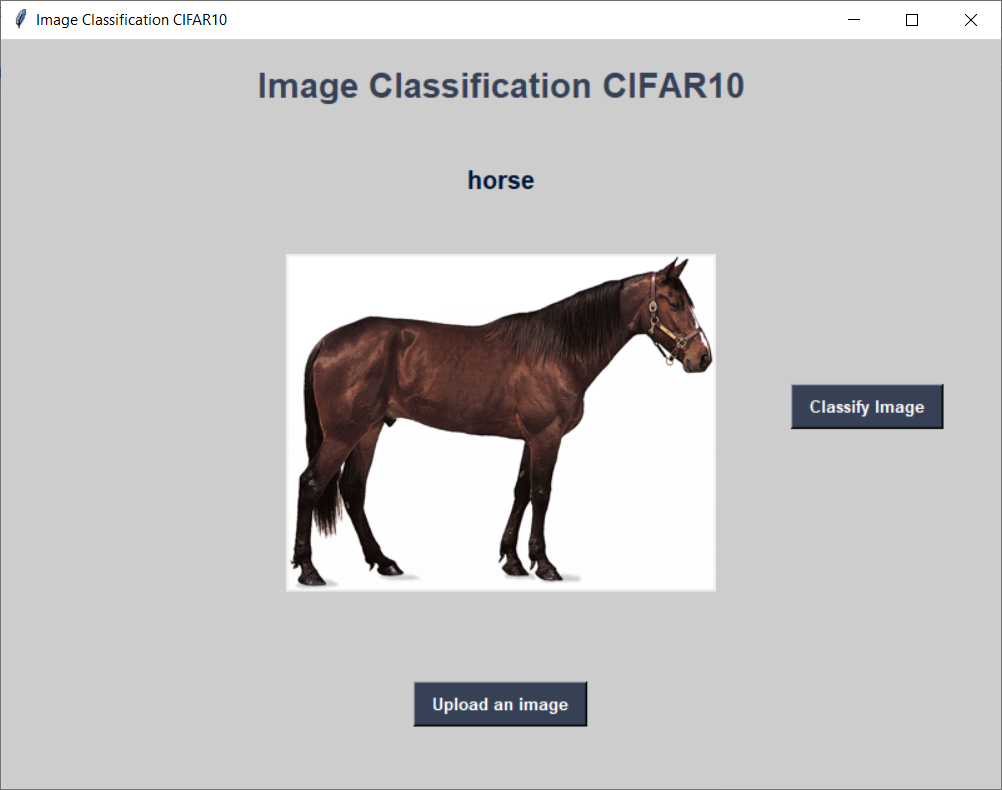 Image Classification CIFAR10
Image Classification CIFAR10
horse
Classify Image
Upload an image